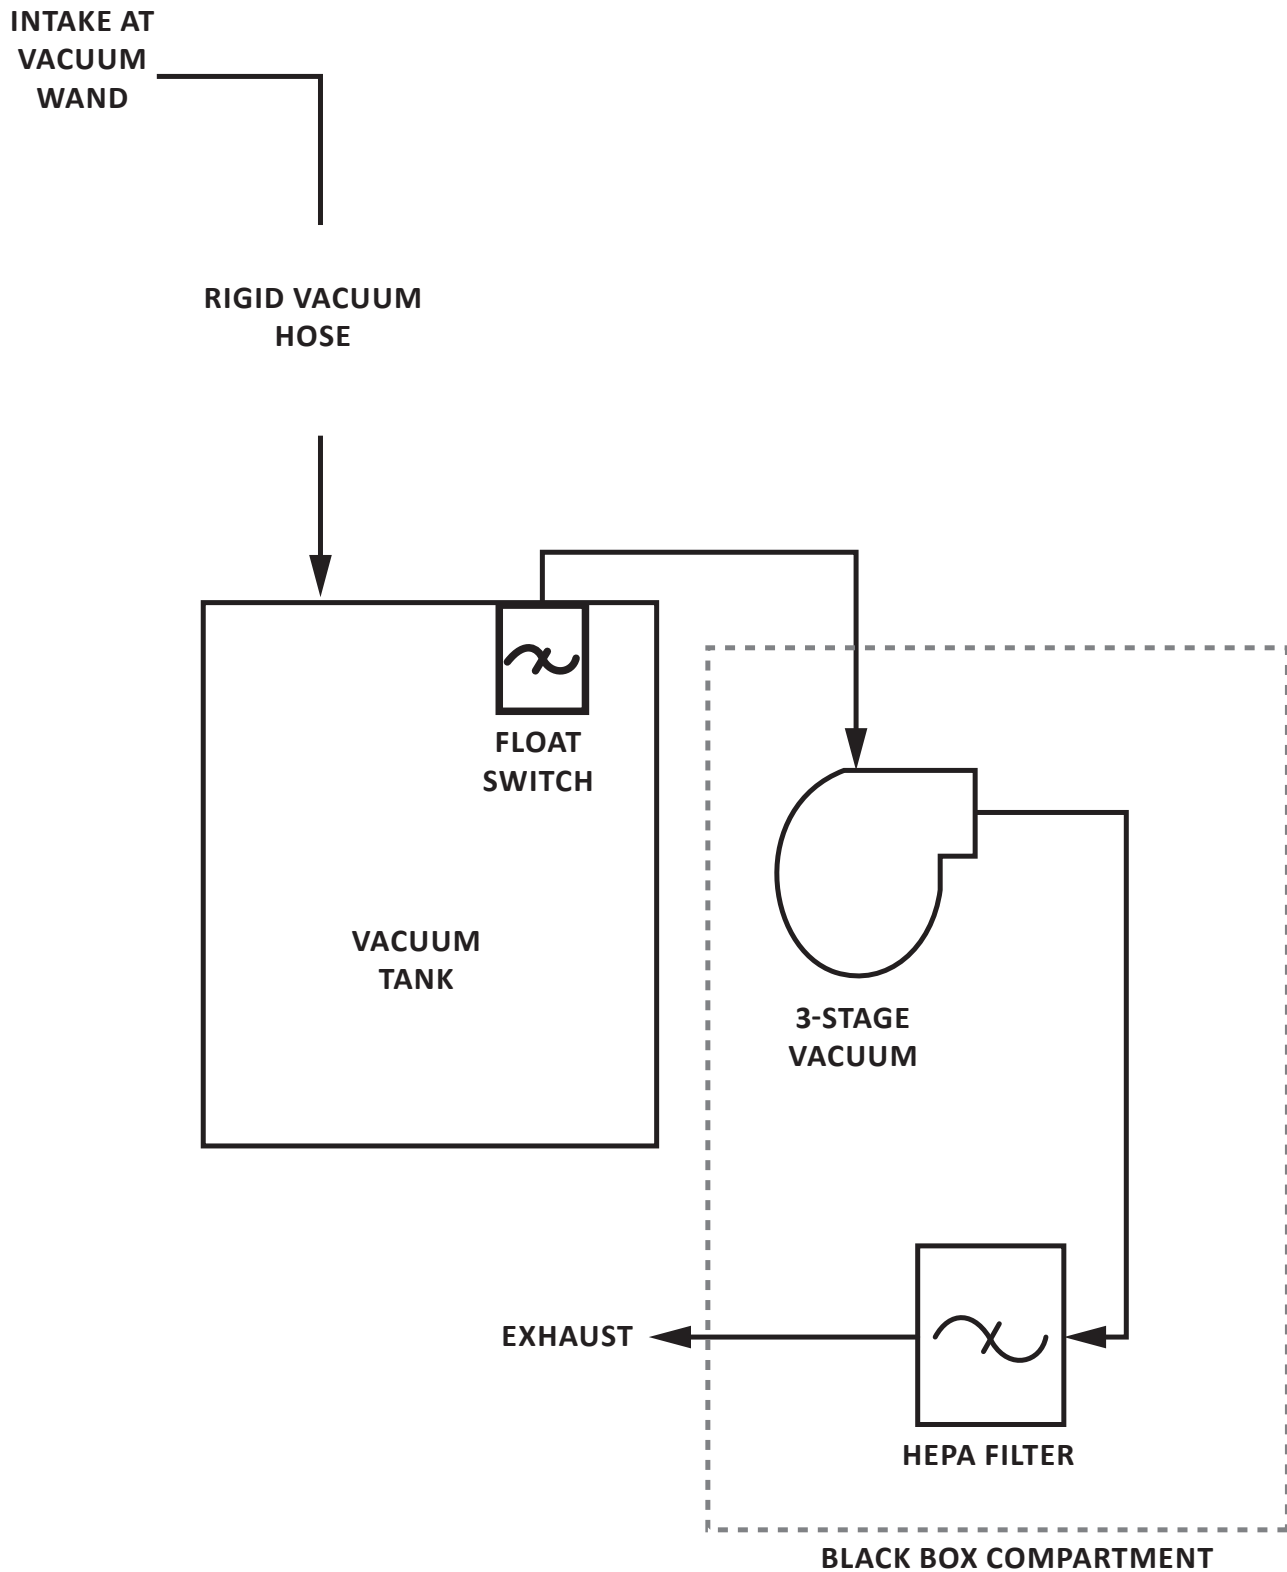 INTAKE AT
VACUUM
WAND
RIGID VACUUM
HOSE
FLOAT
SWITCH
VACUUM
TANK
3-STAGE
VACUUM
EXHAUST
HEPA FILTER
BLACK BOX COMPARTMENT